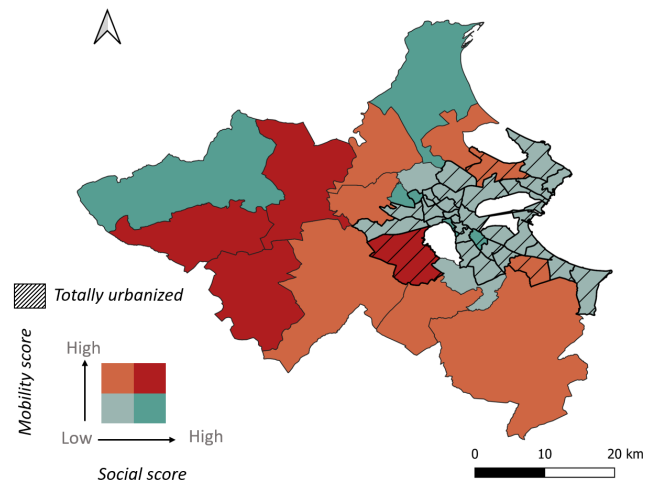 Totally urbanized
Mobility score
High
Low
High
Social score
0 10 20 km